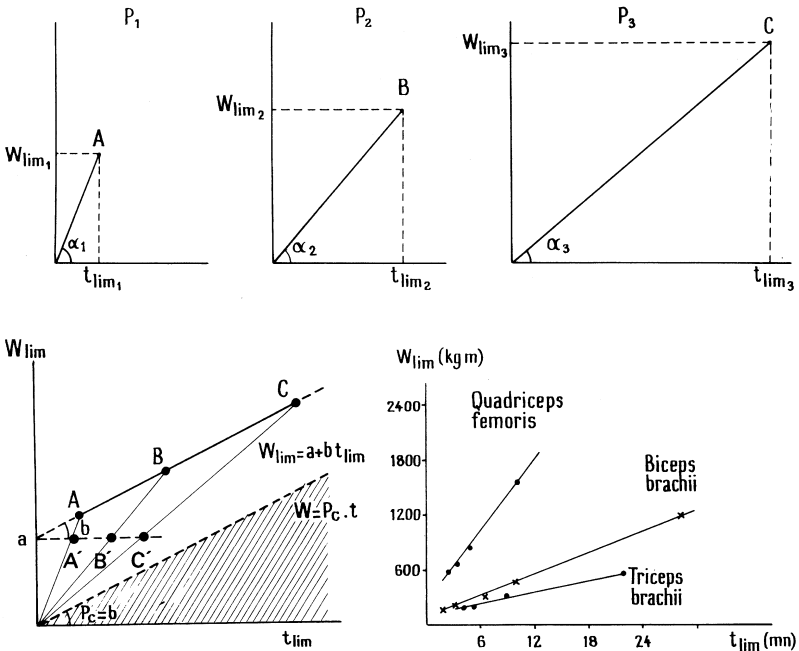 P1
Wlim1
A
α1
tlim1
P2
Wlim2
B
α2
tlim2
P3
Wlim3
C
α3
tlim3
Wlim
C
B
A
Wlim=a+b tlim
W=Pc.t
a
b
A′ B′ C′
Pc=b
tlim
Wlim (kg m)
2400
1800
1200
600
Quadriceps
femoris
Biceps
brachii
Triceps
brachii
6 12 18 24 tlim (mn)